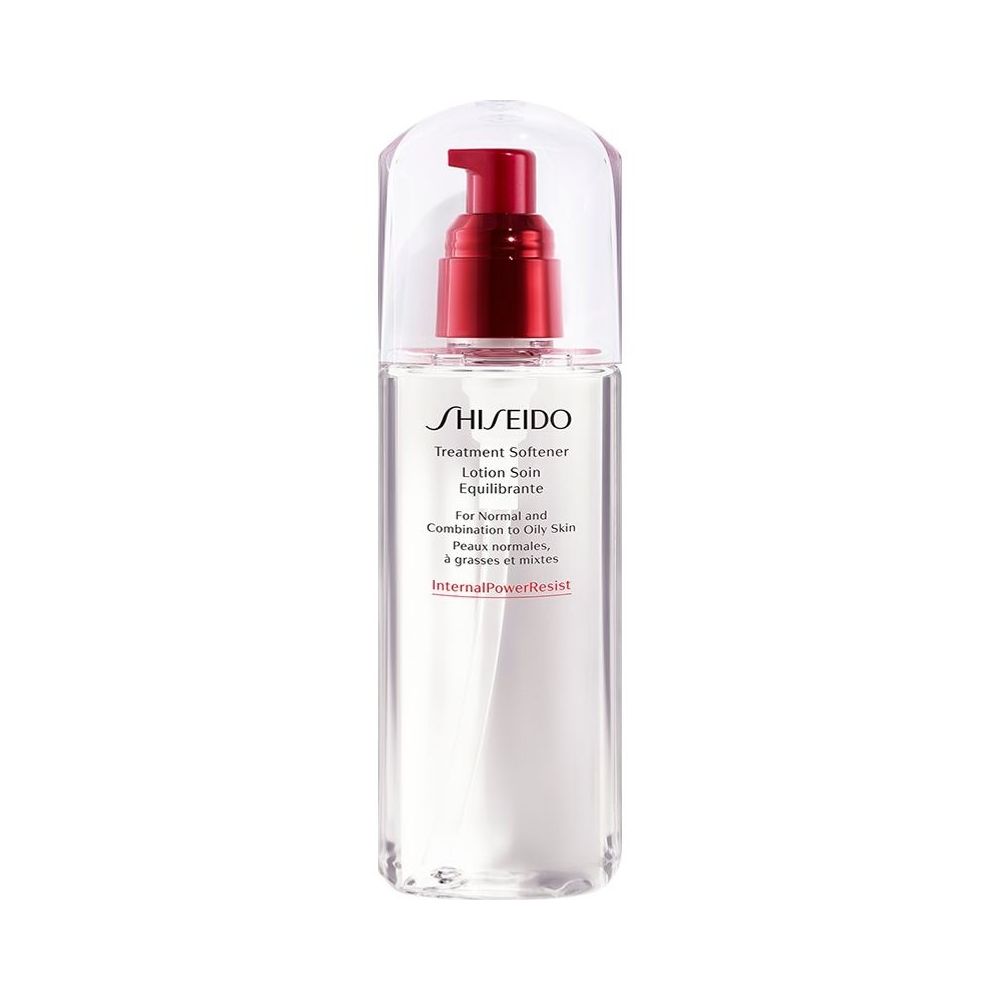 SHISEIDO
Treatment Softener
Lotion Soin
Equilibrante
For Normal and
Combination to Oily Skin
Peaux normales,
à grasses et mixtes
InternalPowerResist